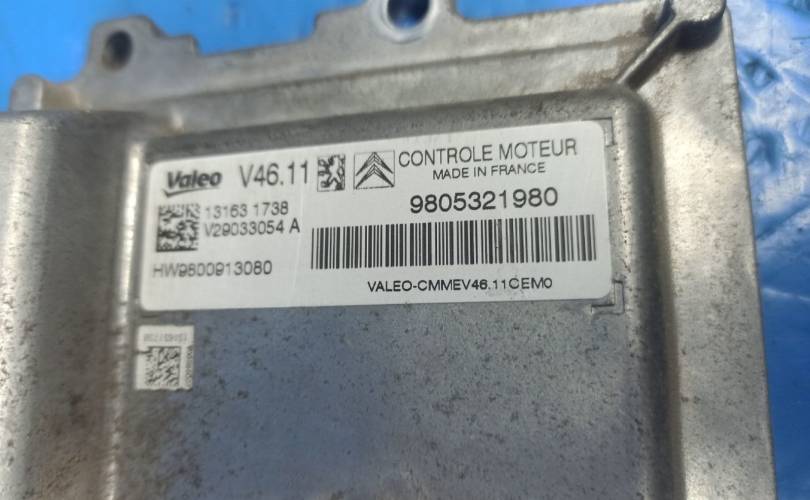 Valeo V46.11 CONTROLE MOTEUR
MADE IN FRANCE
13163 1738
V29033054 A
9805321980
HW9800913080
VALEO-CMMEV46.11CEM0